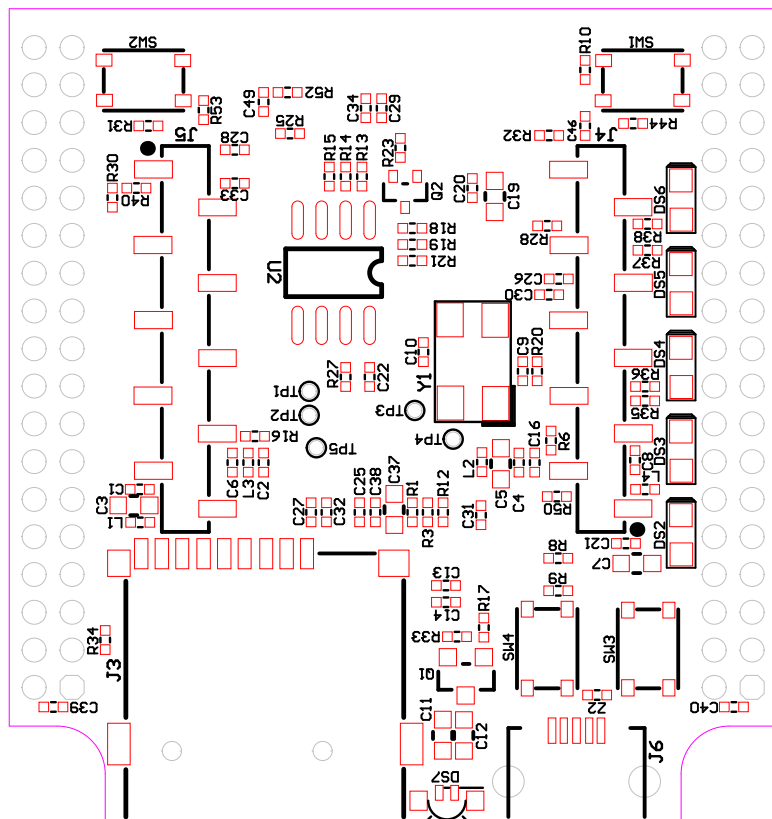 SW2
SW1
R10
C49
R52
R53
C34
C29
R31
J5
R25
C46
J4
R44
R32
C28
R15
R14
R13
R23
R30
R40
C33
C20
C19
Q2
DS6
R18
R28
R38
R19
R37
R21
U2
C26
DS5
C30
C10
C9
R20
Y1
DS4
R27
C22
R36
TP1
TP2
TP3
R35
R16
TP5
TP4
R6
DS3
C6
L3
C2
L2
C5
C4
C16
C8
L4
C1
C3
L1
C25
C38
C37
R1
R12
R50
C27
C32
R3
C31
DS2
C21
C7
R8
C13
R9
C14
R17
R34
R33
SW4
SW3
J3
Q1
C39
C11
Z2
C40
C12
J6
DS7